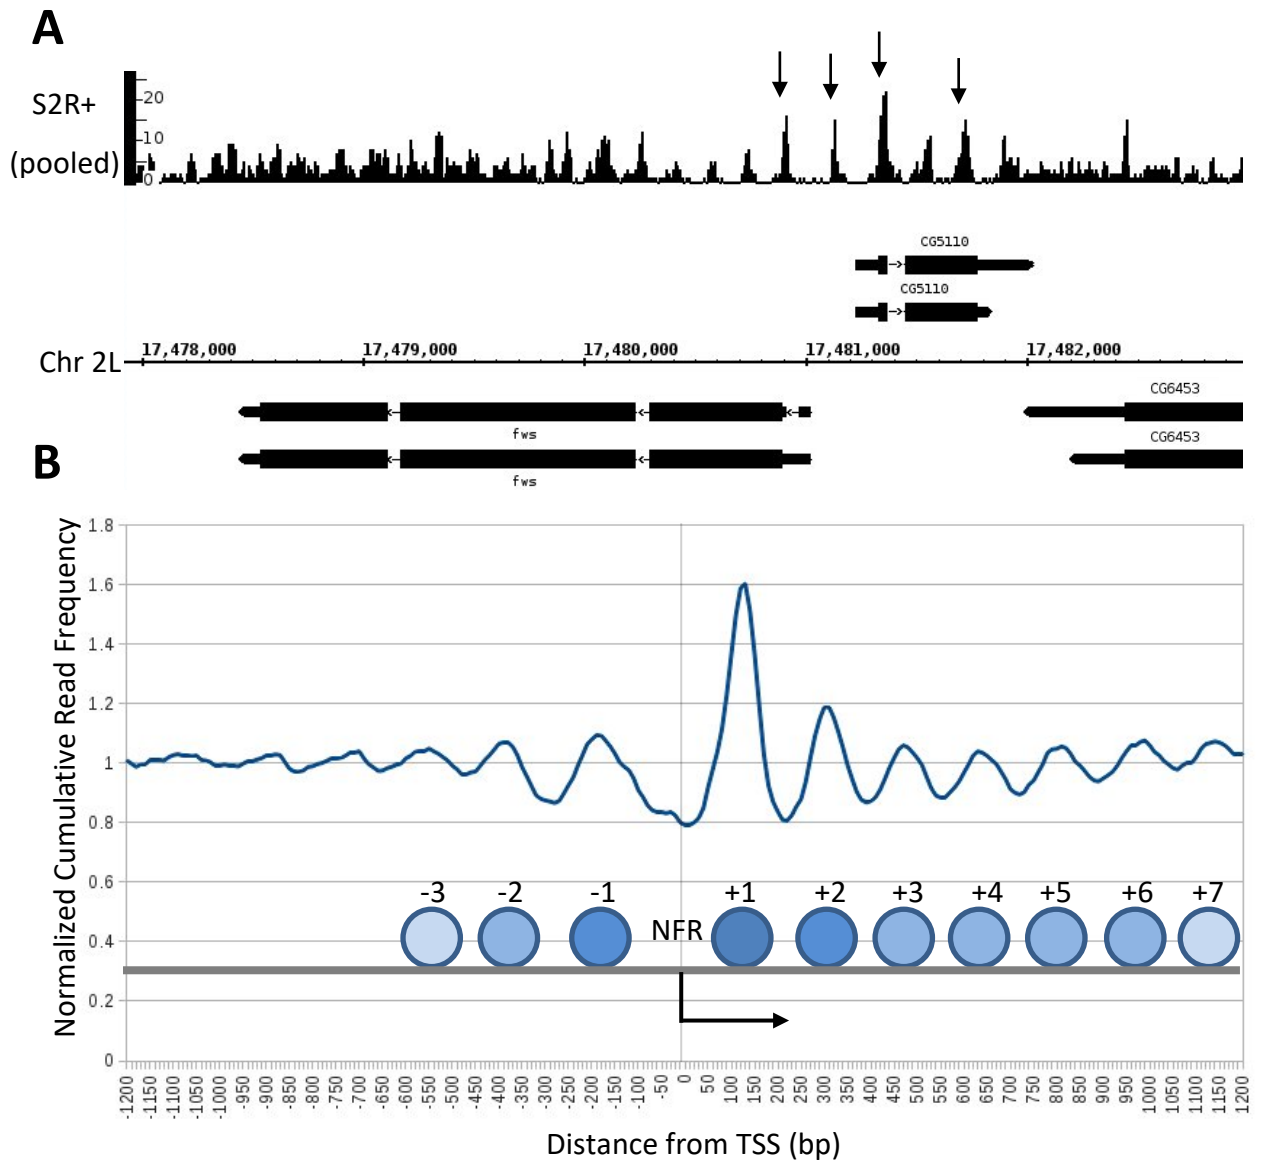 A
S2R+
(pooled)
20
10
0
CG5110
CG5110
Chr 2L
17,478,000 17,479,000 17,480,000 17,481,000 17,482,000
CG6453
fws
CG6453
fws
B
Normalized Cumulative Read Frequency
1.8
1.6
1.4
1.2
1
0.8
0.6
0.4
0.2
0
-3 -2 -1 NFR +1 +2 +3 +4 +5 +6 +7
-1200 -1150 -1100 -1050 -1000 -950 -900 -850 -800 -750 -700 -650 -600 -550 -500 -450 -400 -350 -300 -250 -200 -150 -100 -50 0 50 100 150 200 250 300 350 400 450 500 550 600 650 700 750 800 850 900 950 1000 1050 1100 1150 1200
Distance from TSS (bp)